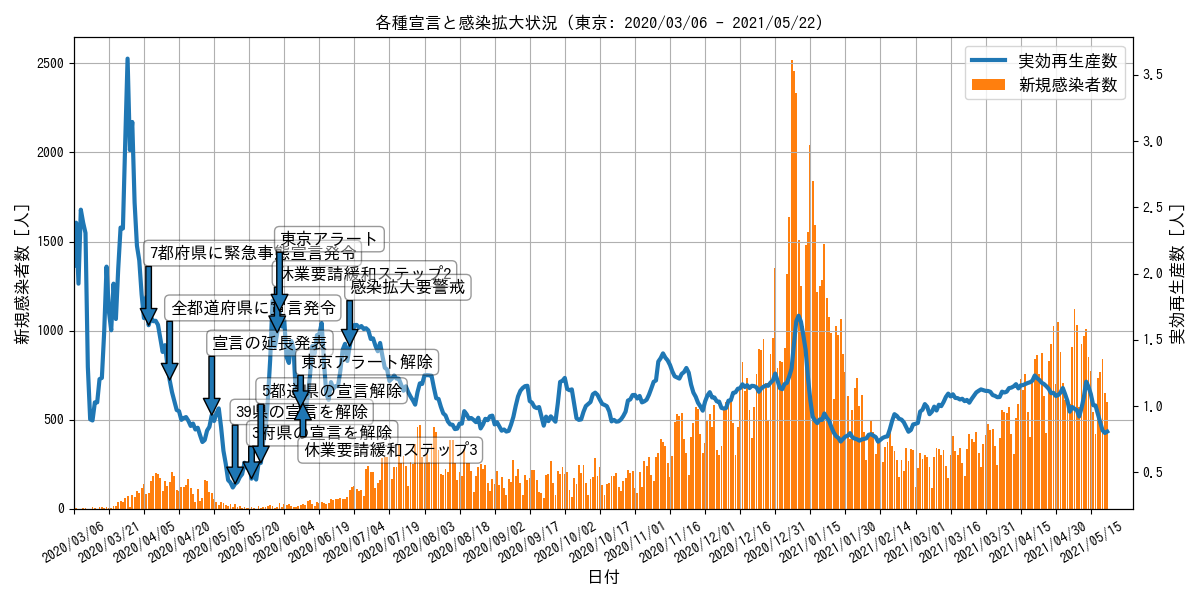 各種宣言と感染拡大状況 (東京: 2020/03/06 - 2021/05/22)
実効再生産数
新規感染者数
新規感染者数 [人]
2500
2000
1500
1000
500
0
3.5
3.0
2.5
2.0
1.5
1.0
0.5
実効再生産数 [人]
東京アラート
7都府県に緊急事態宣言発令
休業要請緩和ステップ2
感染拡大要警戒
全都道府県に宣言発令
宣言の延長発表
東京アラート解除
5都道県の宣言解除
39県の宣言を解除
3府県の宣言を解除
休業要請緩和ステップ3
2020/03/06
2020/03/21
2020/04/05
2020/04/20
2020/05/05
2020/05/20
2020/06/04
2020/06/19
2020/07/04
2020/07/19
2020/08/03
2020/08/18
2020/09/02
2020/09/17
2020/10/02
2020/10/17
2020/11/01
2020/11/16
2020/12/01
2020/12/16
2020/12/31
2021/01/15
2021/01/30
2021/02/14
2021/03/01
2021/03/16
2021/03/31
2021/04/15
2021/04/30
2021/05/15
日付